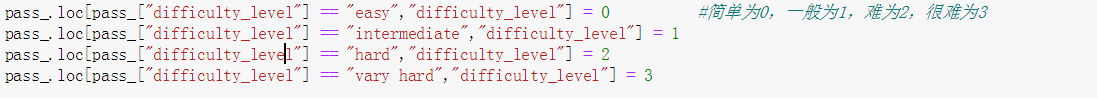 pass_.loc[pass_["difficulty_level"] == "easy","difficulty_level"] = 0 #简单为0，一般为1，难为2，很难为3
pass_.loc[pass_["difficulty_level"] == "intermediate","difficulty_level"] = 1
pass_.loc[pass_["difficulty_level"] == "hard","difficulty_level"] = 2
pass_.loc[pass_["difficulty_level"] == "vary hard","difficulty_level"] = 3